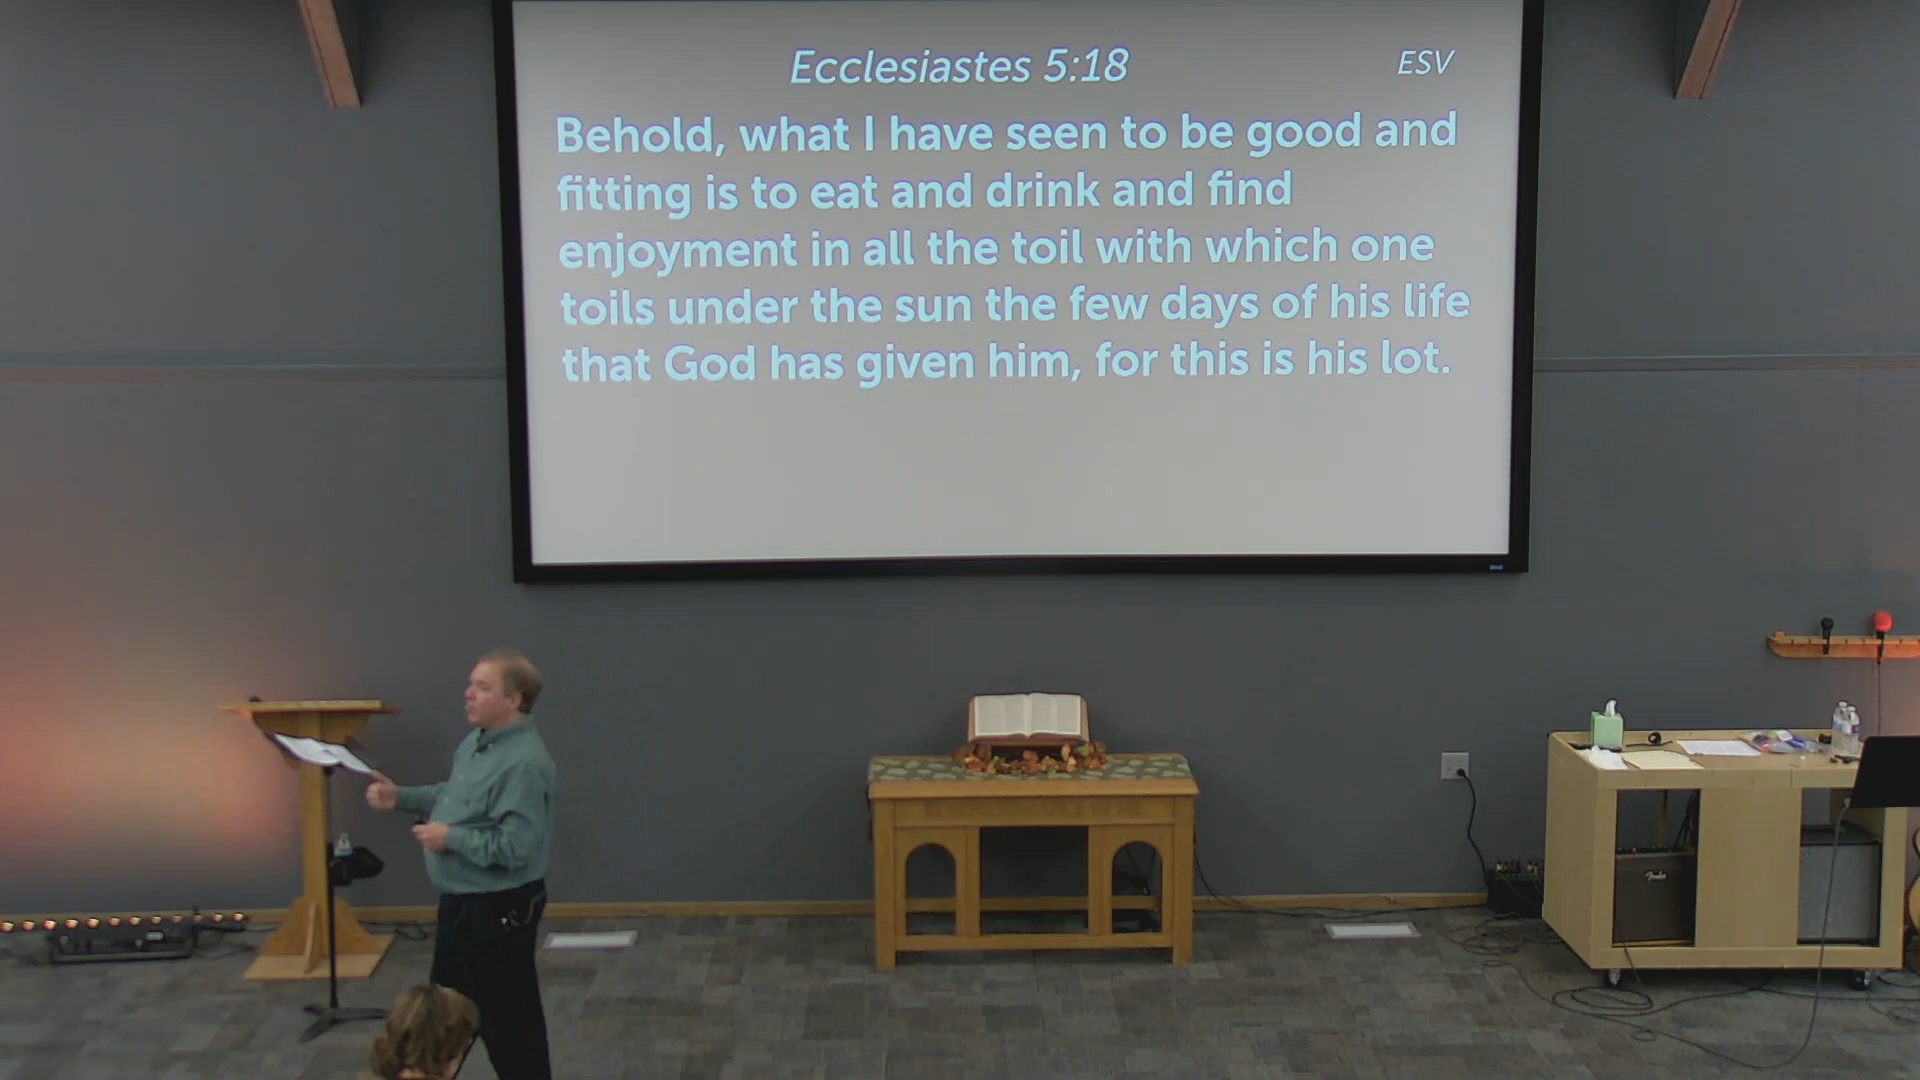 Ecclesiastes 5:18
ESV
Behold, what I have seen to be good and
fitting is to eat and drink and find
enjoyment in all the toil with which one
toils under the sun the few days of his life
that God has given him, for this is his lot.
Fender